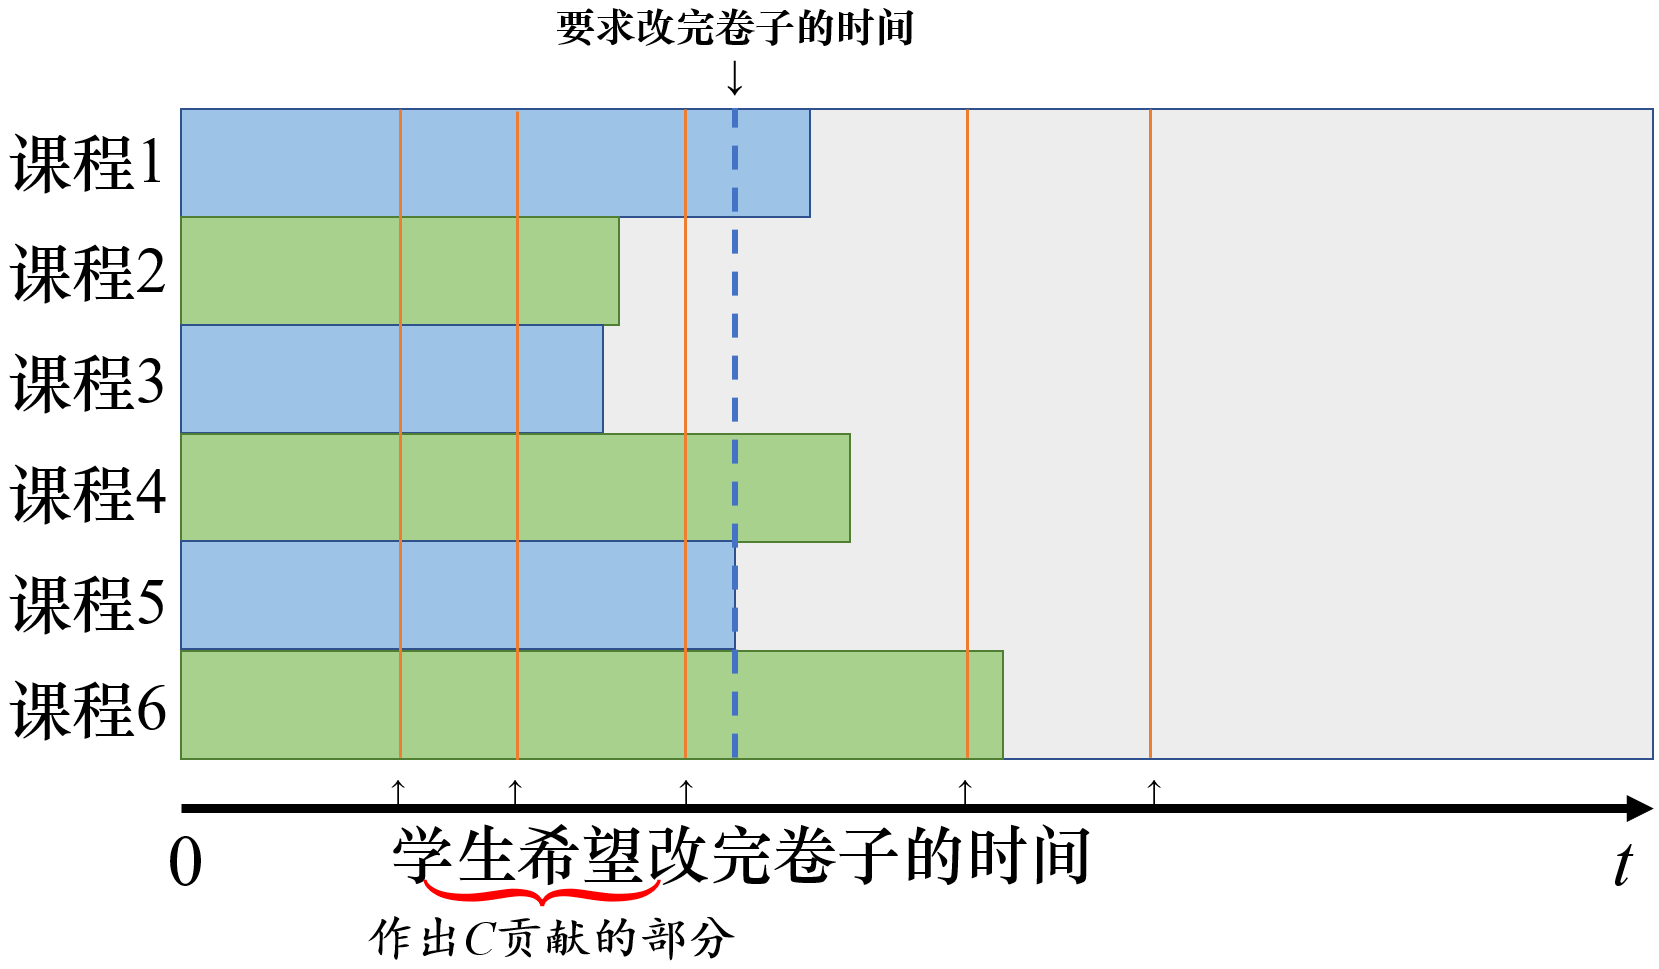 要求改完卷子的时间
↓
课程1
课程2
课程3
课程4
课程5
课程6
↑ ↑ ↑ ↑ ↑
0 学生希望改完卷子的时间 t
作出C贡献的部分